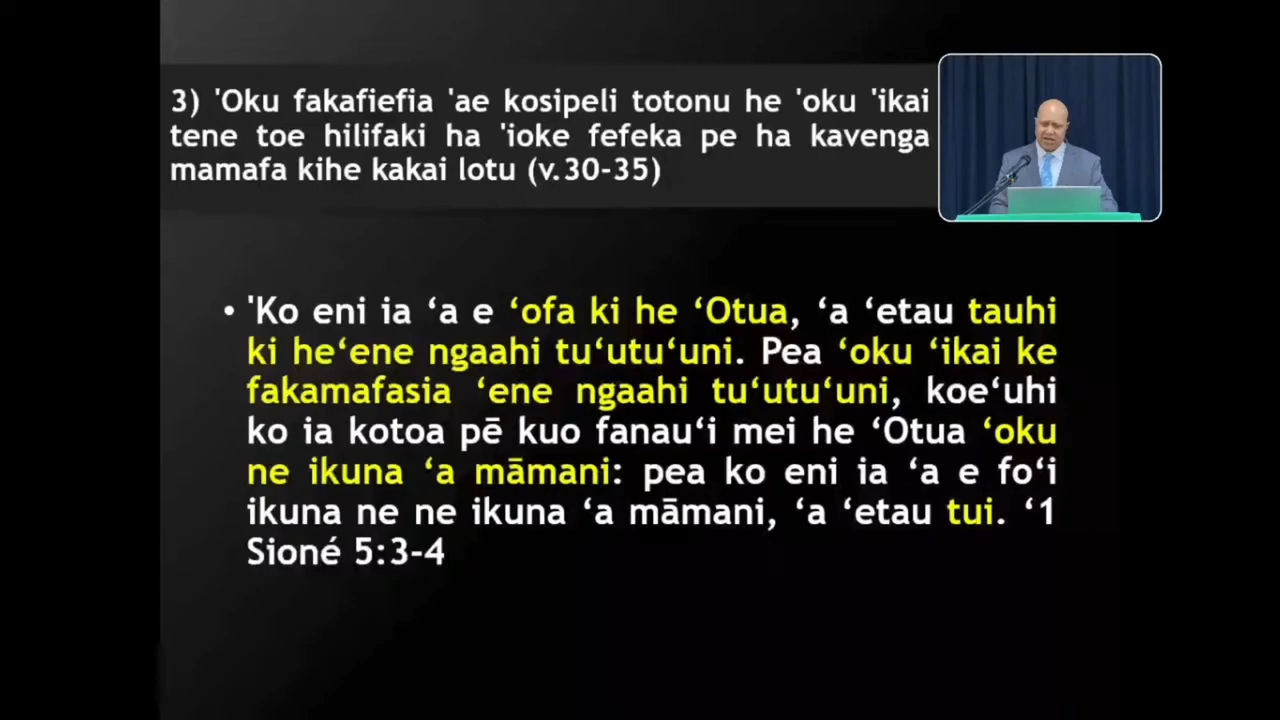 3) 'Oku fakafiefia 'ae kosipeli totonu he 'oku 'ikai
tene toe hilifaki ha 'ioke fefeka pe ha kavenga
mamafa kihe kakai lotu (v.30-35)
• 'Ko eni ia ‘a e ‘ofa ki he ‘Otua, ‘a ‘etau tauhi
ki he‘ene ngaahi tu‘utu‘uni. Pea ‘oku ‘ikai ke
fakamafasia ‘ene ngaahi tu‘utu‘uni, koe‘uhi
ko ia kotoa pē kuo fanau‘i mei he ‘Otua ‘oku
ne ikuna ‘a māmani: pea ko eni ia ‘a e fo‘i
ikuna ne ne ikuna ‘a māmani, ‘a ‘etau tui. ‘1
Sioné 5:3-4